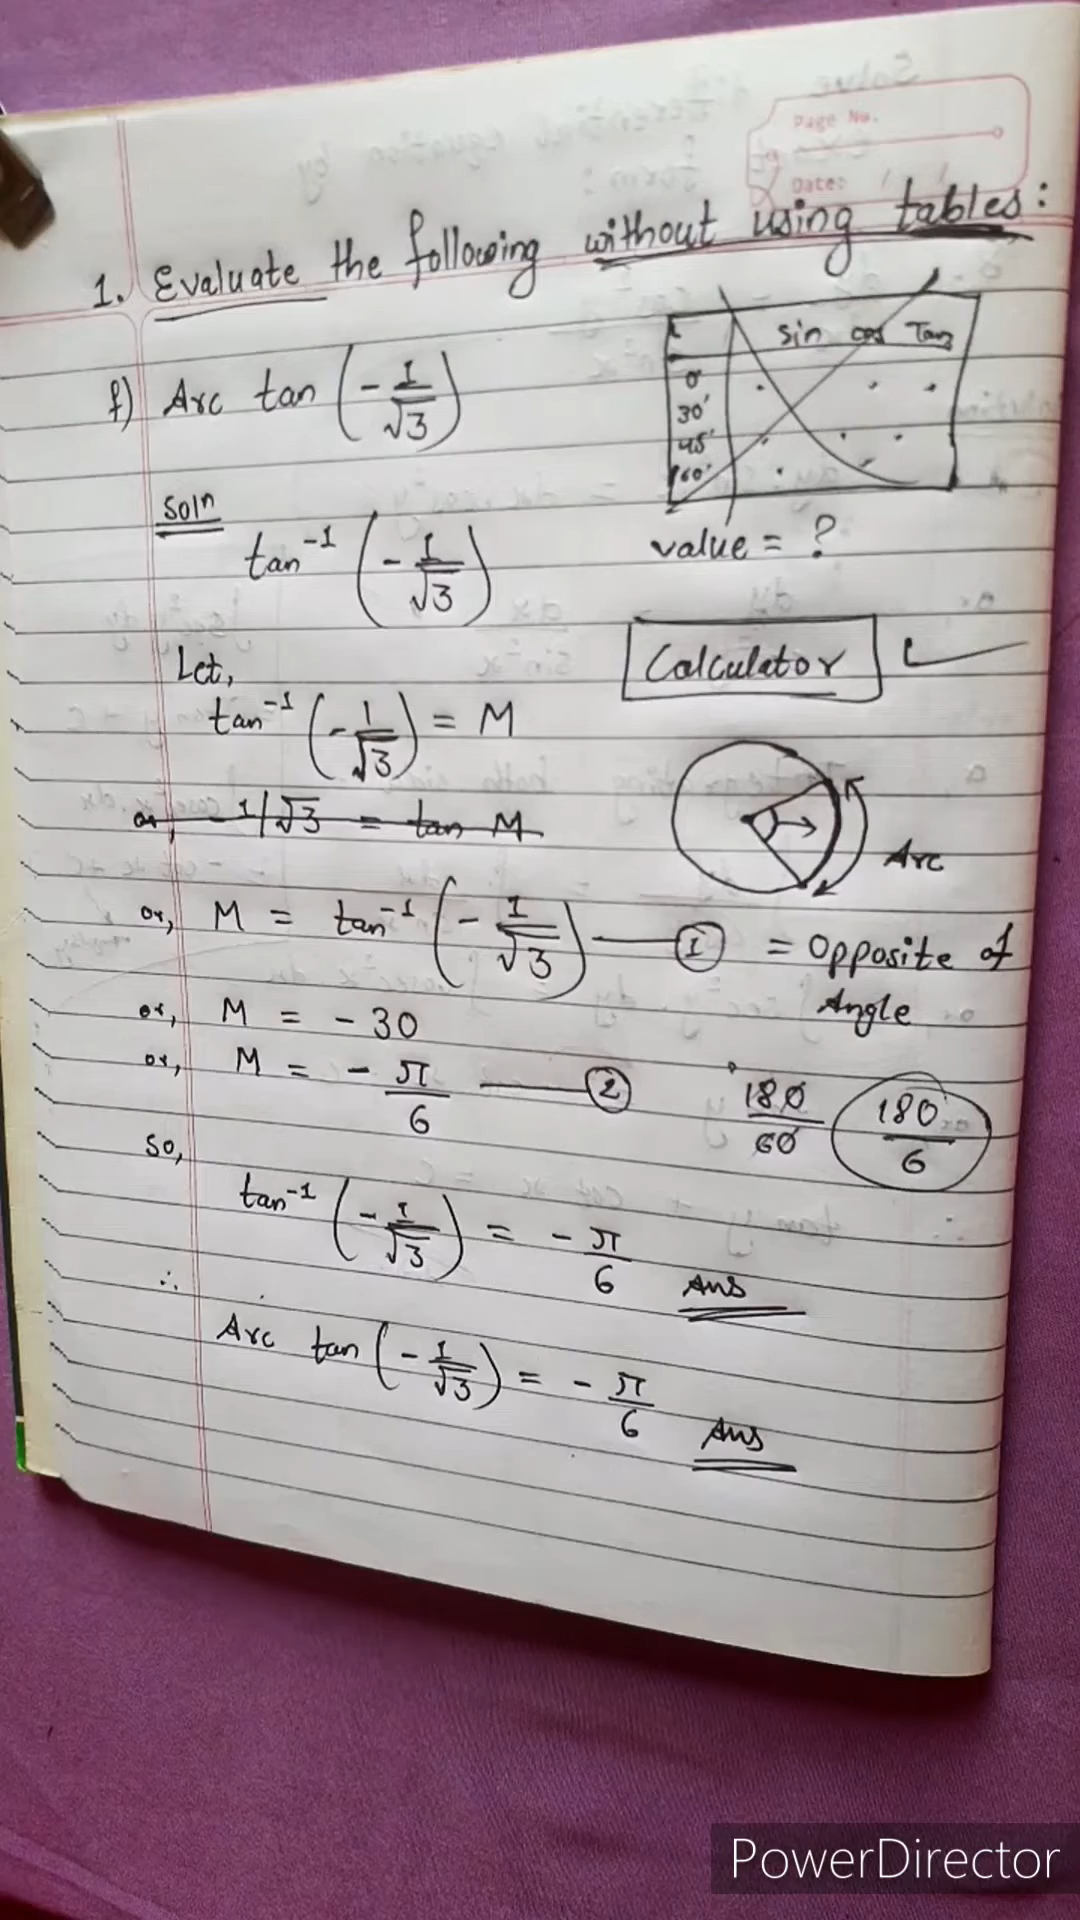 Page No.
Date:
1. Evaluate the following without using tables:
f) Arc tan (-1/√3)
sin cos Tan
0°
30°
45°
60°
Soln
tan⁻¹ (-1/√3)
value = ?
Let,
Calculator
tan⁻¹ (-1/√3) = M
or, -1/√3 = tan M
Arc
or, M = tan⁻¹ (-1/√3) — ①
= Opposite of
Angle
or, M = -30
or, M = -π/6 — ②
180/60
180/6
So,
tan⁻¹ (-1/√3) = -π/6 Ans
∴ Arc tan (-1/√3) = -π/6 Ans
PowerDirector